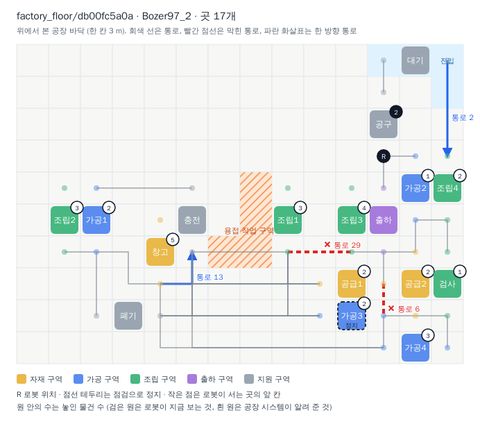 factory_floor/db00fc5a0a · Bozer97_2 · 곳 17개
위에서 본 공장 바닥 (한 칸 3 m). 회색 선은 통로, 빨간 점선은 막힌 통로, 파란 화살표는 한 방향 통로
대기
통로 2
2
공구
R
1
2
가공2
조립4
3
2
3
4
조립2
가공1
충전
조립1
조립3
출하
용접 작업 구역
5
창고
✕ 통로 29
통로 13
2
2
1
공급1
공급2
검사
2
폐기
가공3
정지
✕ 통로 6
3
가공4
자재 구역
가공 구역
조립 구역
출하 구역
지원 구역
R 로봇 위치 · 점선 테두리는 점검으로 정지 · 작은 점은 로봇이 서는 곳의 앞 칸
원 안의 수는 놓인 물건 수 (검은 원은 로봇이 지금 보는 것, 흰 원은 공장 시스템이 알려 준 것)